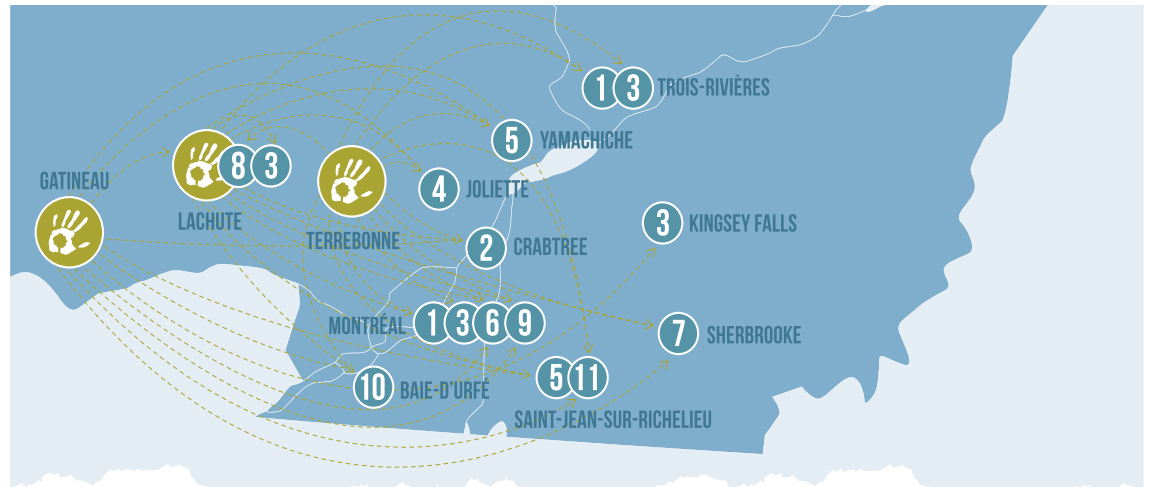 1 3 TROIS-RIVIÈRES
5 YAMACHICHE
8 3
LACHUTE
GATINEAU
4 JOLIETTE
TERREBONNE
3 KINGSEY FALLS
2 CRABTREE
MONTRÉAL 1 3 6 9
7 SHERBROOKE
10 BAIE-D'URFÉ
5 11
SAINT-JEAN-SUR-RICHELIEU